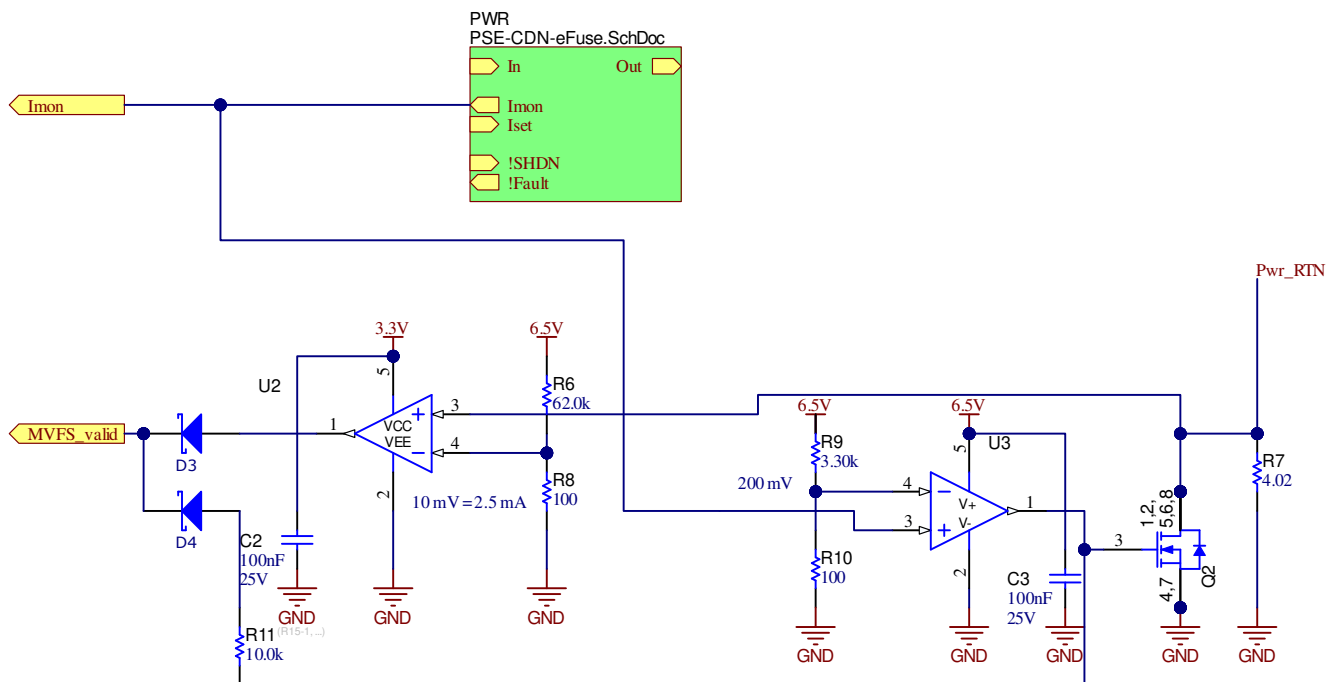 PWR
PSE-CDN-eFuse.SchDoc
In
Out
Imon
Imon
Iset
!SHDN
!Fault
Pwr_RTN
3.3V
6.5V
U2
5
R6
62.0k
3
1
VCC
VEE
4
MVFS_valid
D3
R8
100
2
10 mV = 2.5 mA
D4
C2
100nF
25V
GND
GND
GND
R11
(R15-1, ...)
10.0k
6.5V
6.5V
U3
R9
3.30k
5
200 mV
4
V+
V-
1
3
R10
100
2
C3
100nF
25V
3
1,2,
5,6,8
4,7
Q2
R7
4.02
GND
GND
GND
GND
GND